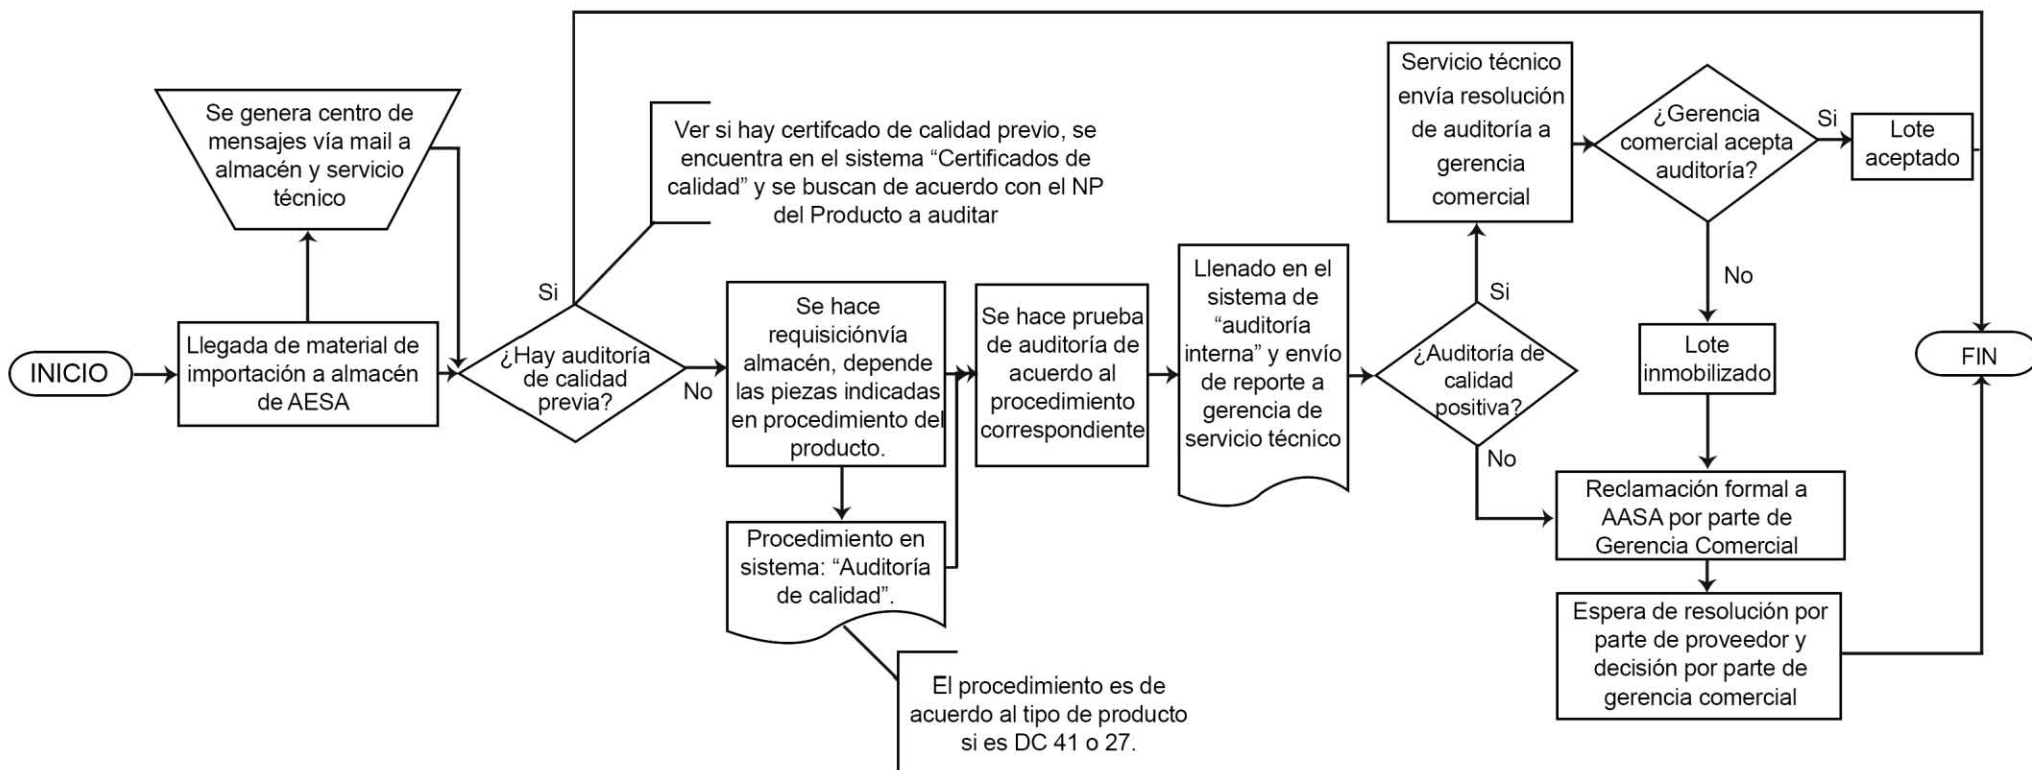 INICIO
Se genera centro de
mensajes vía mail a
almacén y servicio
técnico
Llegada de material de
importación a almacén
de AESA
Ver si hay certifcado de calidad previo, se
encuentra en el sistema “Certificados de
calidad” y se buscan de acuerdo con el NP
del Producto a auditar
Si
¿Hay auditoría
de calidad
previa?
No
Se hace
requisiciónvía
almacén, depende
las piezas indicadas
en procedimiento del
producto.
Procedimiento en
sistema: “Auditoría
de calidad”.
El procedimiento es de
acuerdo al tipo de producto
si es DC 41 o 27.
Se hace prueba
de auditoría de
acuerdo al
procedimiento
correspondiente
Llenado en el
sistema de
“auditoría
interna” y envío
de reporte a
gerencia de
servicio técnico
¿Auditoría de
calidad
positiva?
Si
No
Servicio técnico
envía resolución
de auditoría a
gerencia
comercial
¿Gerencia
comercial acepta
auditoría?
Si
Lote
aceptado
No
Lote
inmobilizado
Reclamación formal a
AASA por parte de
Gerencia Comercial
Espera de resolución por
parte de proveedor y
decisión por parte de
gerencia comercial
FIN